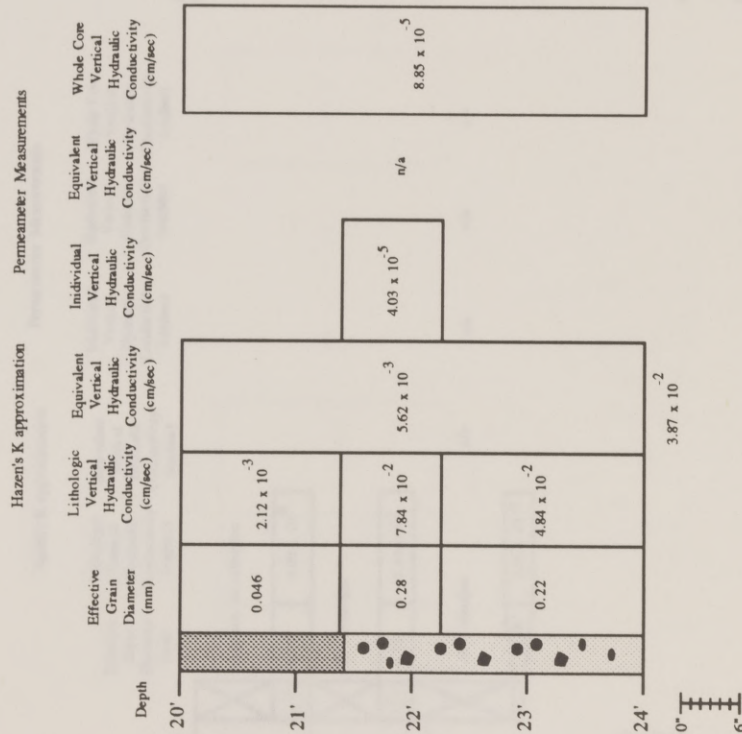 Hazen's K approximation
Permeameter Measurements
Depth
Effective
Grain
Diameter
(mm)
Lithologic
Vertical
Hydraulic
Conductivity
(cm/sec)
Equivalent
Vertical
Hydraulic
Conductivity
(cm/sec)
Inidividual
Vertical
Hydraulic
Conductivity
(cm/sec)
Equivalent
Vertical
Hydraulic
Conductivity
(cm/sec)
Whole Core
Vertical
Hydraulic
Conductivity
(cm/sec)
20'
21'
22'
23'
24'
0.046
0.28
0.22
2.12 x 10 -3
7.84 x 10 -2
4.84 x 10 -2
5.62 x 10 -3
3.87 x 10 -2
4.03 x 10 -5
n/a
8.85 x 10 -5
0"
6"